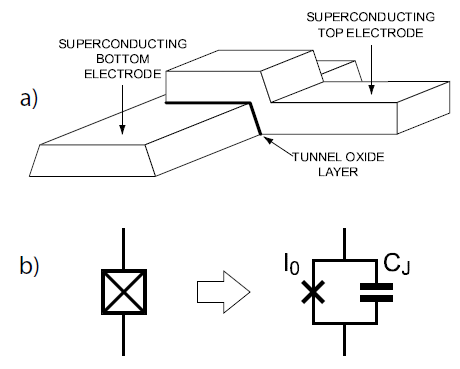 SUPERCONDUCTING
TOP ELECTRODE
SUPERCONDUCTING
BOTTOM
ELECTRODE
a)
TUNNEL OXIDE
LAYER
b)
I0
CJ